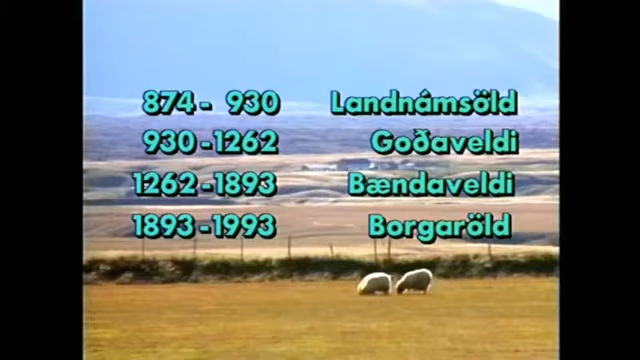 874 - 930 Landnámsöld
930-1262 Goðaveldi
1262-1893 Bændaveldi
1893-1993 Borgaröld